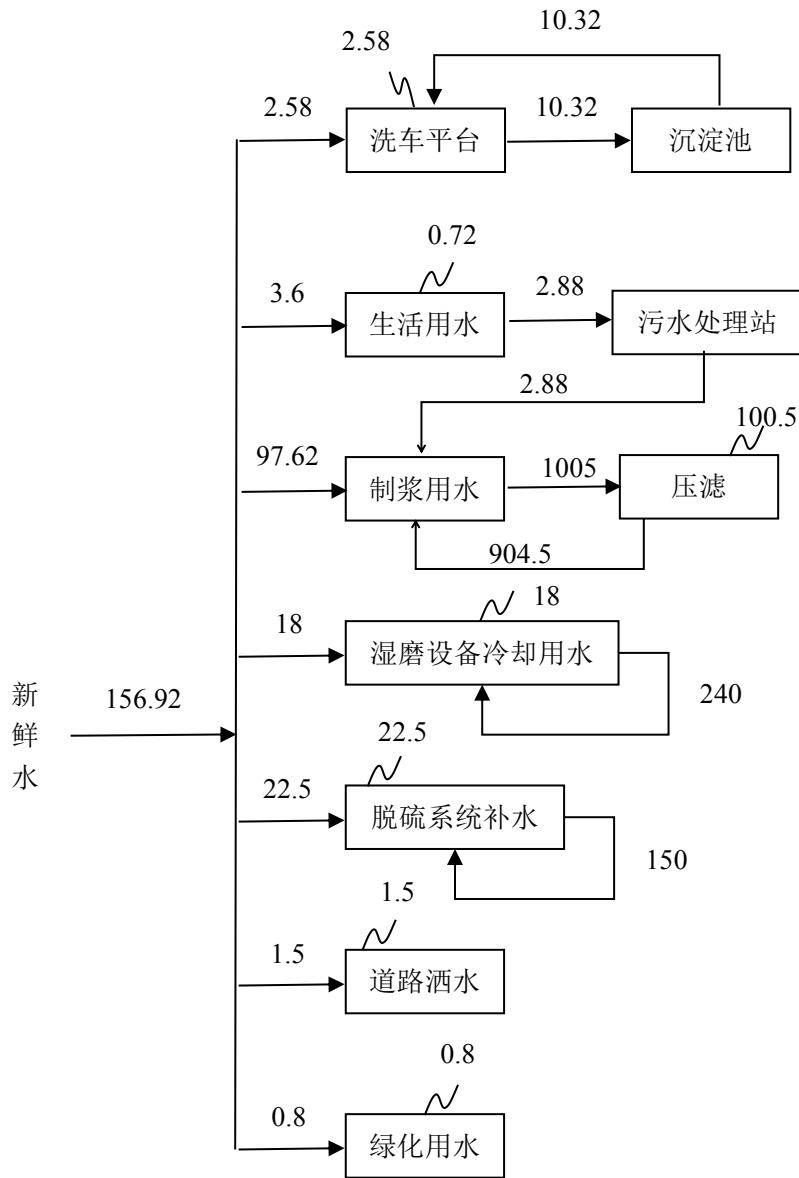 10.32
2.58
2.58
洗车平台
10.32
沉淀池
0.72
3.6
生活用水
2.88
污水处理站
2.88
100.5
97.62
制浆用水
1005
压滤
904.5
18
18
湿磨设备冷却用水
240
新
鲜
水
156.92
22.5
22.5
脱硫系统补水
150
1.5
1.5
道路洒水
0.8
0.8
绿化用水